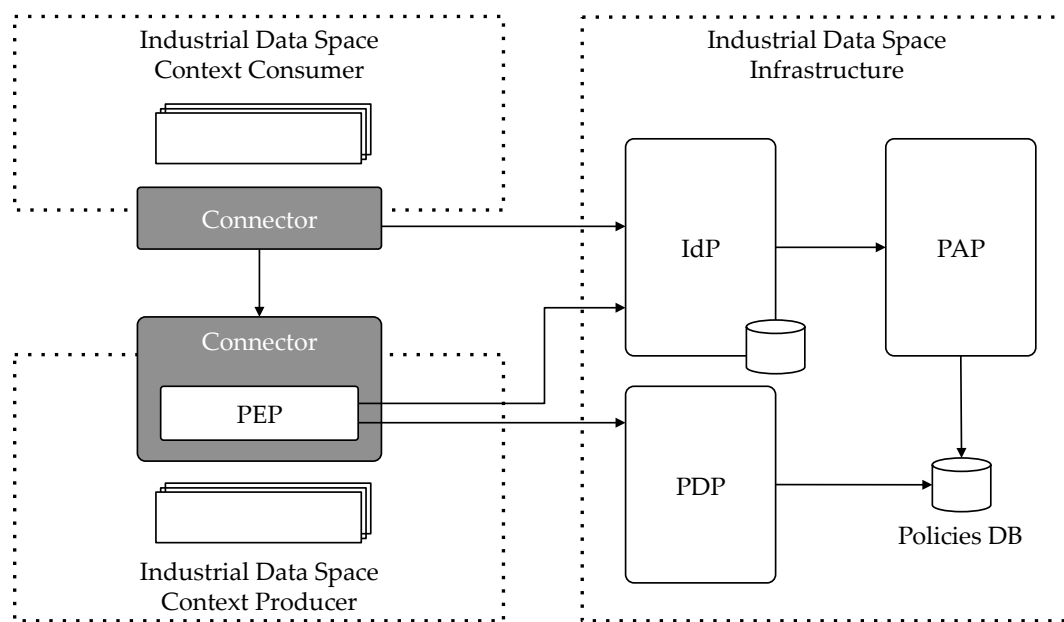 Industrial Data Space
Context Consumer
Connector
Connector
PEP
Industrial Data Space
Context Producer
Industrial Data Space
Infrastructure
IdP
PAP
PDP
Policies DB